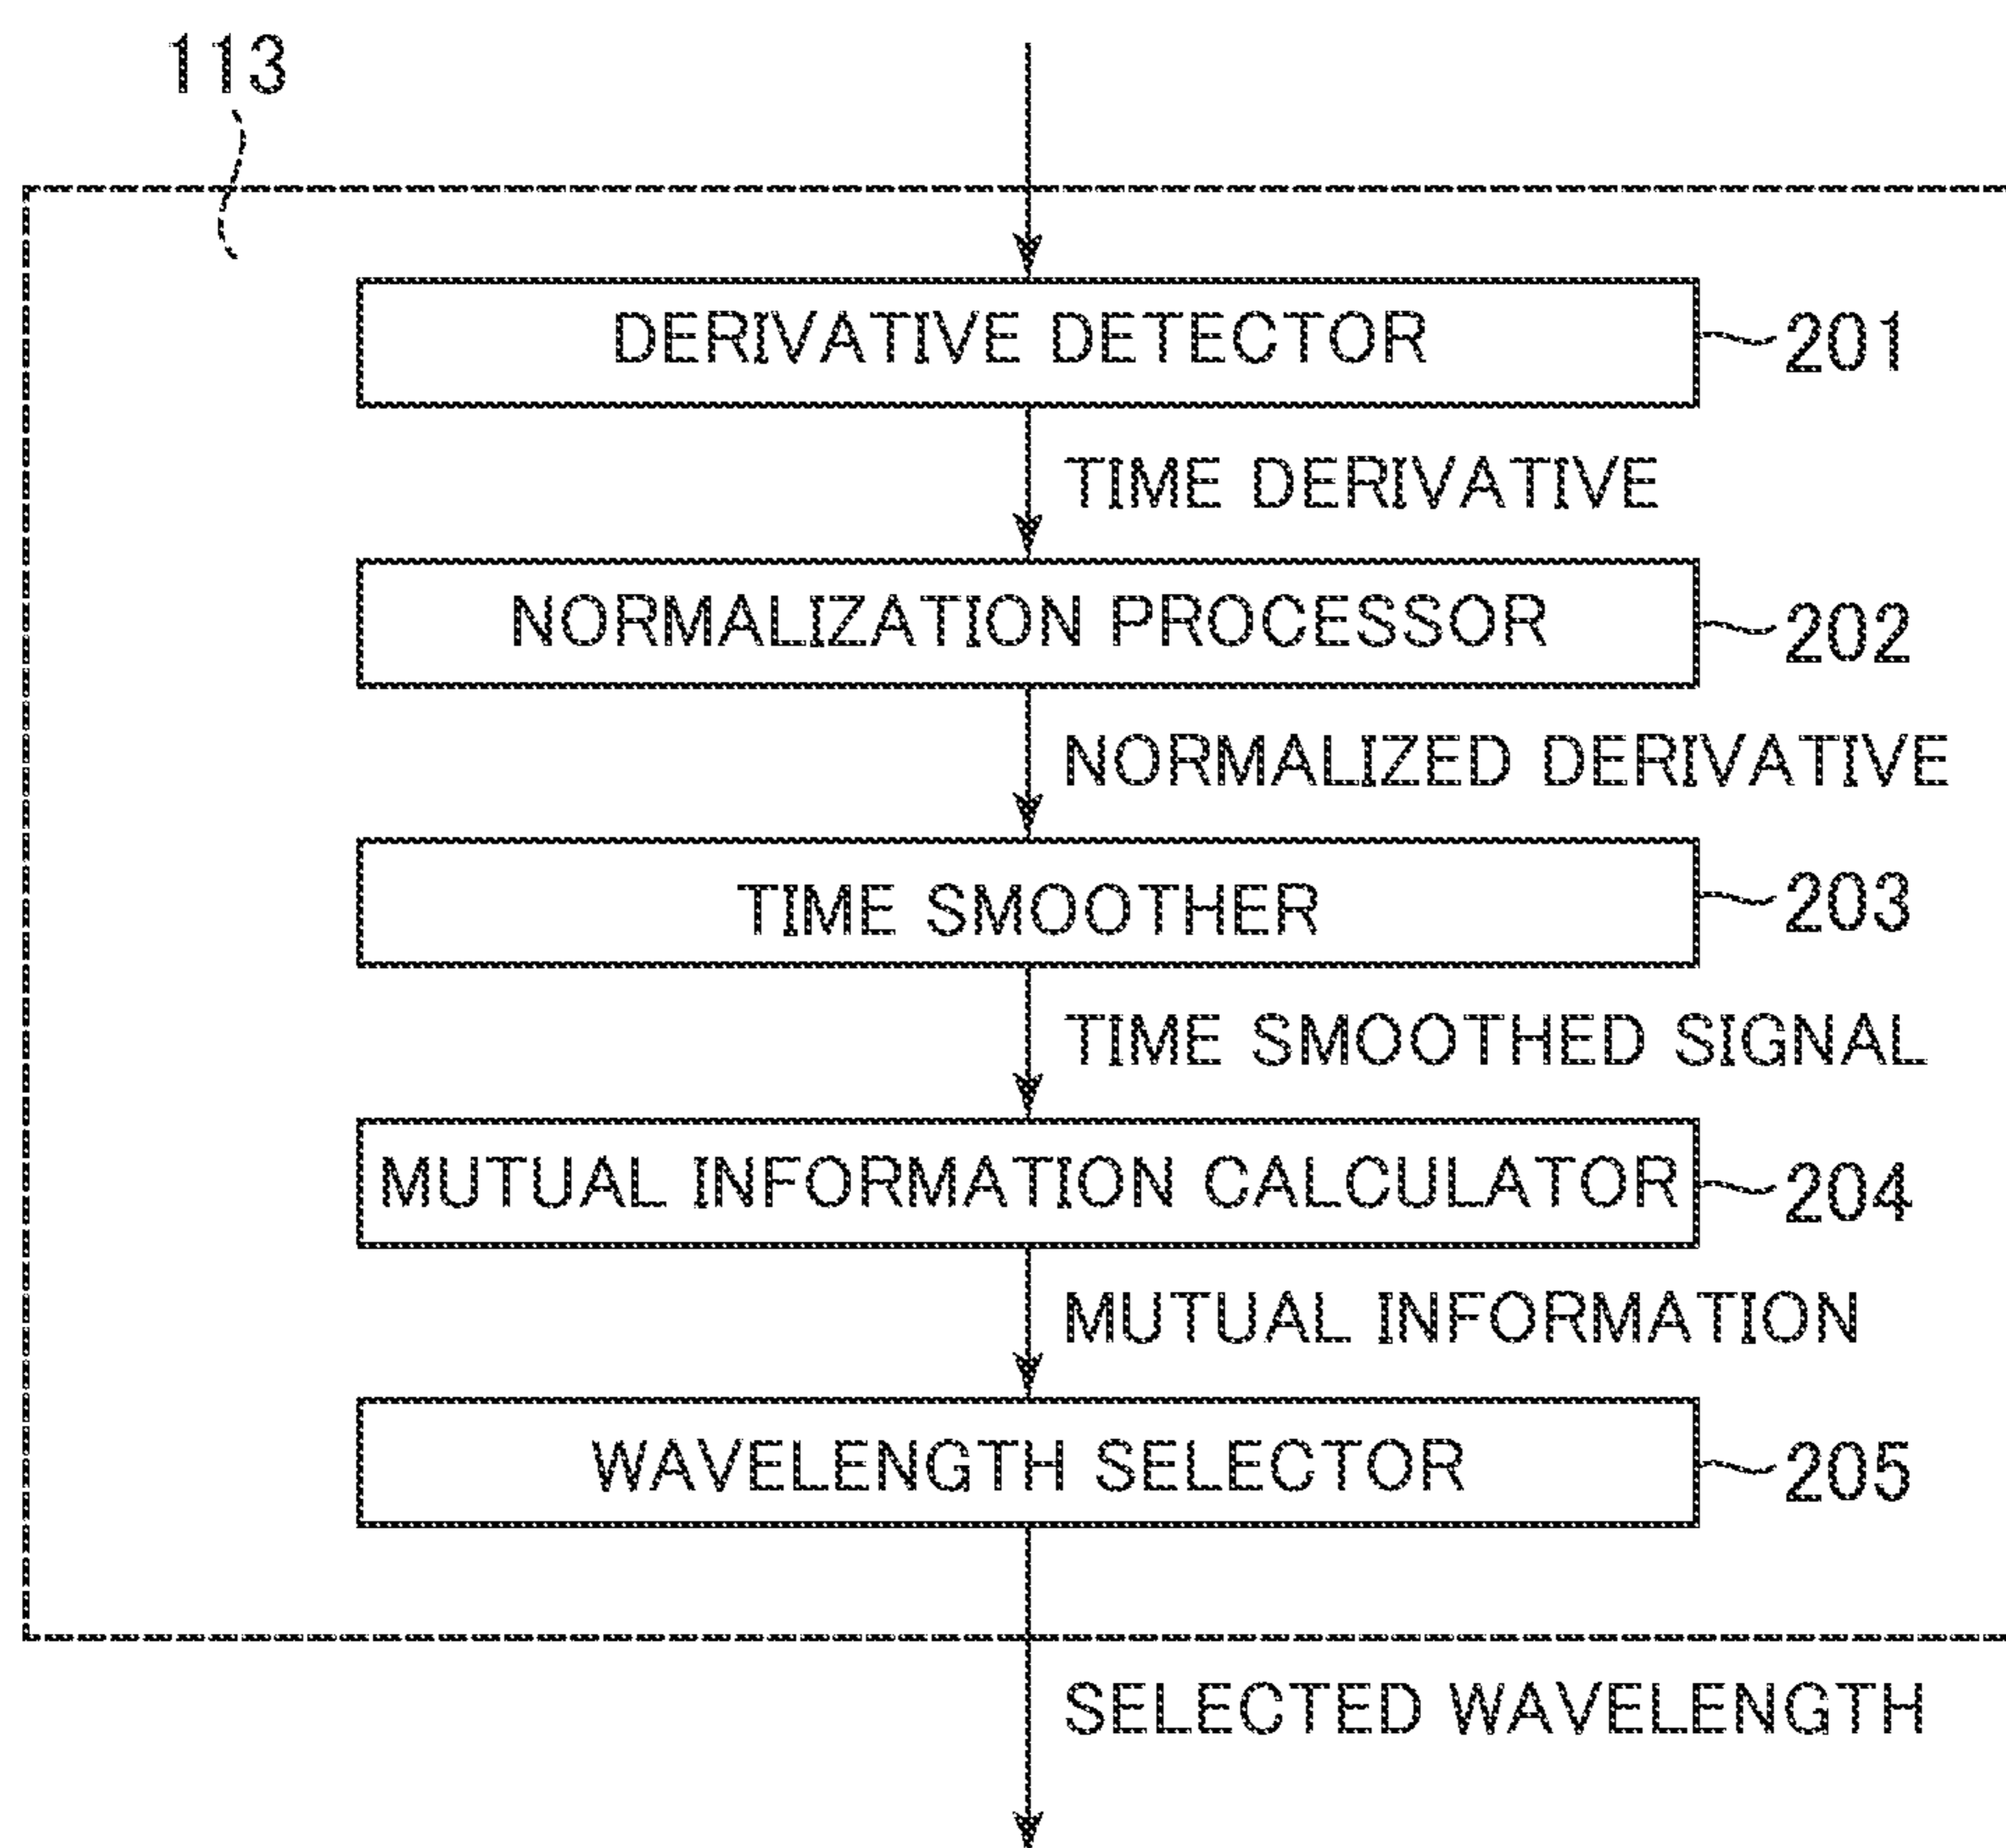 113
DERIVATIVE DETECTOR
201
TIME DERIVATIVE
NORMALIZATION PROCESSOR
202
NORMALIZED DERIVATIVE
TIME SMOOTHER
203
TIME SMOOTHED SIGNAL
MUTUAL INFORMATION CALCULATOR
204
MUTUAL INFORMATION
WAVELENGTH SELECTOR
205
SELECTED WAVELENGTH